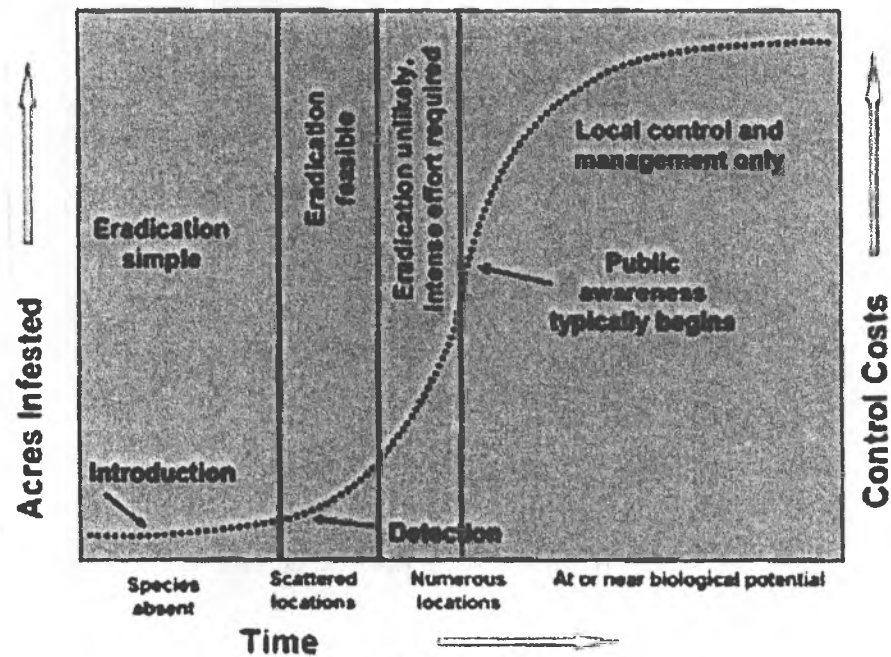 Acres Infested
Eradication
simple
Introduction
Eradication
feasible
Detection
Eradication unlikely,
intense effort required
Local control and
management only
Public
awareness
typically begins
Control Costs
Species
absent
Scattered
locations
Numerous
locations
At or near biological potential
Time